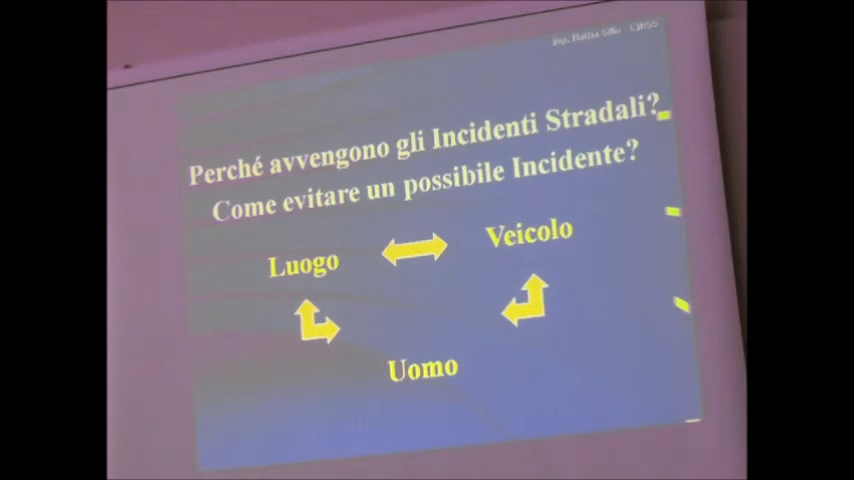 Perché avvengono gli Incidenti Stradali?
Come evitare un possibile Incidente?
Luogo
Veicolo
Uomo